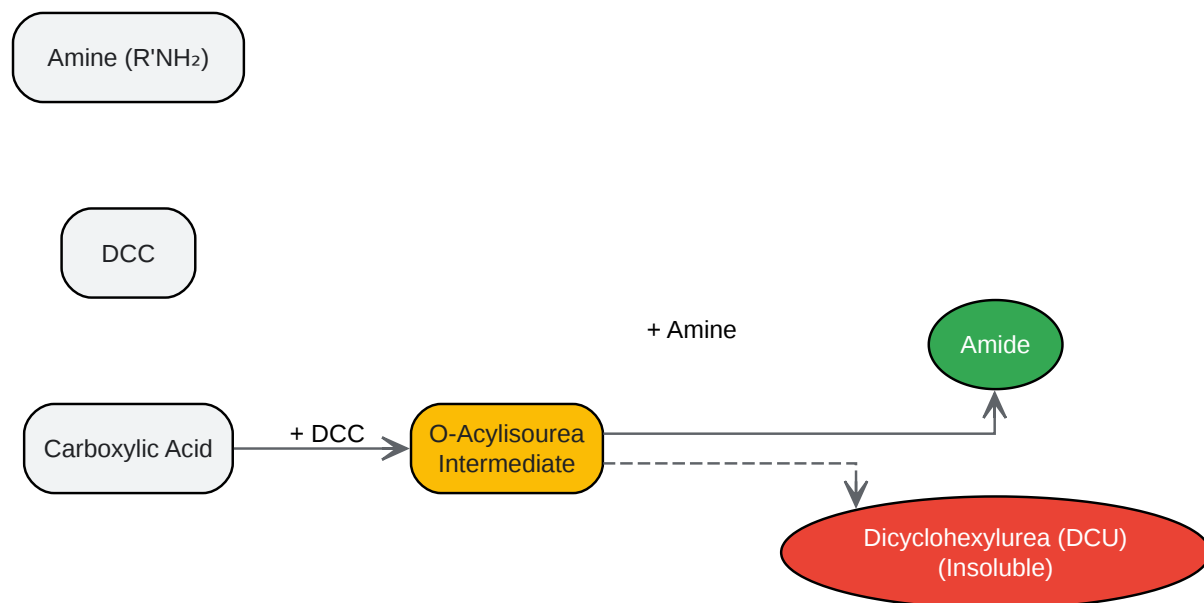 Amine (R'NH₂)
DCC
+ Amine
Amide
Carboxylic Acid
+ DCC
O-Acylisourea
Intermediate
Dicyclohexylurea (DCU)
(Insoluble)